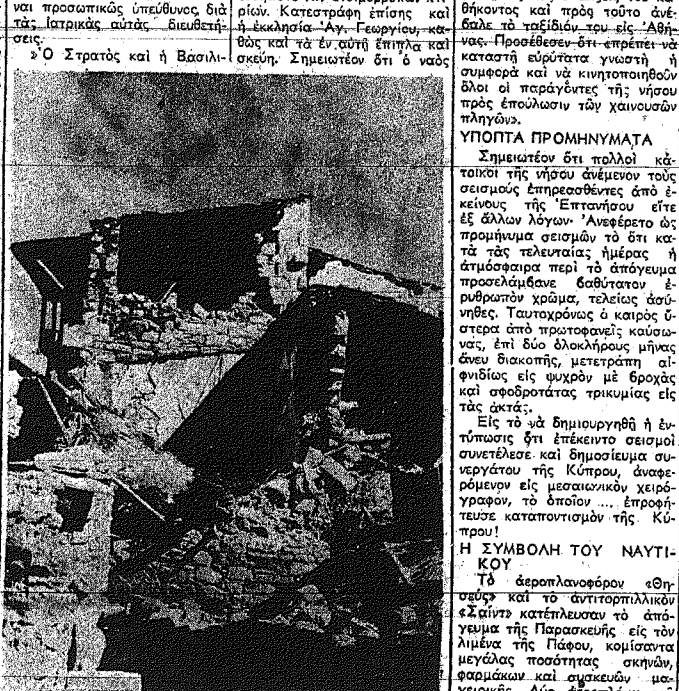 ναι προσωπικῶς ὑπεύθυνος, διὰ
τὰς ἰατρικὰς αὐτὰς διευθετή-
σεις.
»Ὁ Στρατὸς καὶ ἡ Βασιλι-
ρίων. Κατεστράφη ἐπίσης καὶ
ἡ ἐκκλησία Ἁγ. Γεωργίου, κα-
θὼς καὶ τὰ ἐν αὐτῇ ἔπιπλα καὶ
σκεύη. Σημειωτέον ὅτι ὁ ναὸς
θήκοντος καὶ πρὸς τοῦτο ἀνέ-
βαλε τὸ ταξίδιόν του εἰς Ἀθή-
νας. Προσέθεσεν ὅτι «πρέπει νὰ
καταστῇ εὐρύτατα γνωστὴ ἡ
συμφορὰ καὶ νὰ κινητοποιηθοῦν
ὅλοι οἱ παράγεντες τῆς νήσου
πρὸς ἐπούλωσιν τῶν χαινουσῶν
πληγῶν».
ΥΠΟΠΤΑ ΠΡΟΜΗΝΥΜΑΤΑ
Σημειωτέον ὅτι πολλοὶ κά-
τοικοι τῆς νήσου ἀνέμενον τοὺς
σεισμοὺς ἐπηρεασθέντες ἀπὸ ἐ-
κείνους τῆς Ἑπτανήσου εἴτε
ἐξ ἄλλων λόγων· Ἀνεφέρετο ὡς
προμήνυμα σεισμῶν τὸ ὅτι κα-
τὰ τὰς τελευταίας ἡμέρας ἡ
ἀτμόσφαιρα περὶ τὸ ἀπόγευμα
προσελάμβανε βαθύτατον ἐ-
ρυθρωπὸν χρῶμα, τελείως ἀσύ-
νηθες. Ταυτοχρόνως ὁ καιρὸς ὕ-
στερα ἀπὸ πρωτοφανεῖς καύσω-
νας, ἐπὶ δύο ὁλοκλήρους μῆνας
ἄνευ διακοπῆς, μετετράπη αἰ-
φνιδίως εἰς ψυχρὸν μὲ βροχὰς
καὶ σφοδροτάτας τρικυμίας εἰς
τὰς ἀκτάς.
Εἰς τὸ νὰ δημιουργηθῇ ἡ ἐν-
τύπωσις ὅτι ἐπέκειντο σεισμοὶ
συνετέλεσε καὶ δημοσίευμα συ-
νεργάτου τῆς Κύπρου, ἀναφε-
ρόμενον εἰς μεσαιωνικὸν χειρό-
γραφον, τὸ ὁποῖον .... ἐπροφή-
τευσε καταποντισμὸν τῆς Κύ-
πρου!
Η ΣΥΜΒΟΛΗ ΤΟΥ ΝΑΥΤΙ-
ΚΟΥ
Τὸ ἀεροπλανοφόρον «Θη-
σεὺς» καὶ τὸ ἀντιτορπιλλικὸν
«Σαίντ» κατέπλευσαν τὸ ἀπό-
γευμα τῆς Παρασκευῆς εἰς τὸν
λιμένα τῆς Πάφου, κομίσαντα
μεγάλας ποσότητας σκηνῶν,
φαρμάκων καὶ συσκευῶν μα-